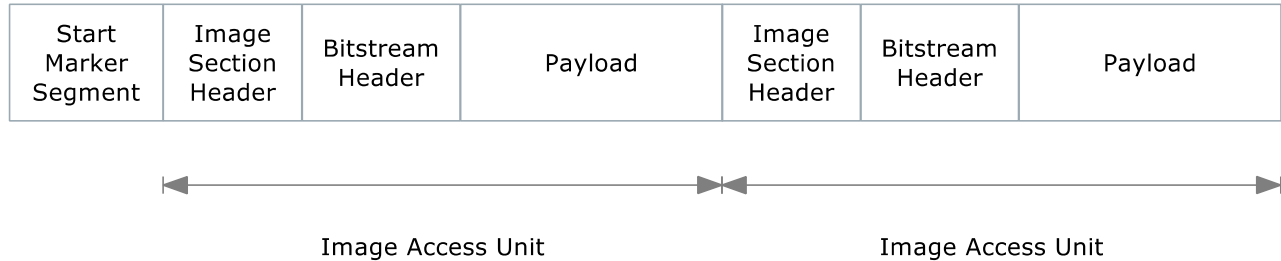 Start
Marker
Segment
Image
Section
Header
Bitstream
Header
Payload
Image
Section
Header
Bitstream
Header
Payload
Image Access Unit
Image Access Unit